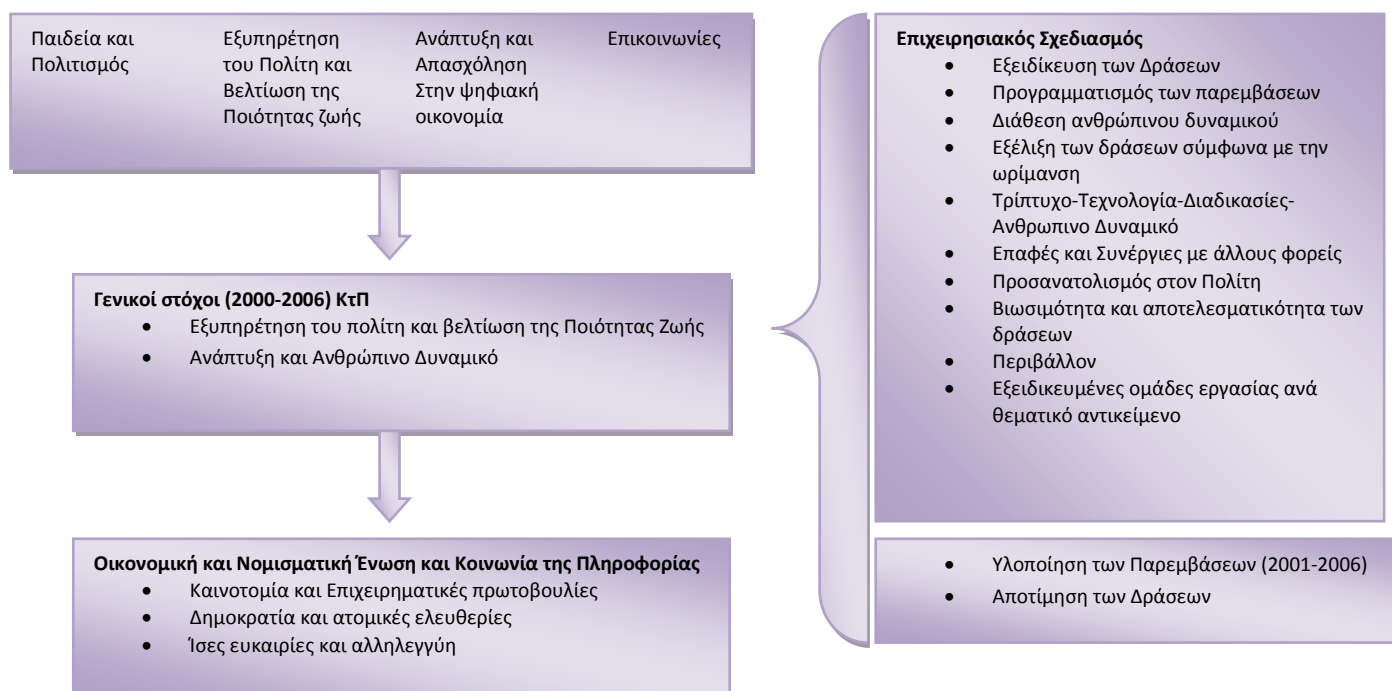 Παιδεία και
Πολιτισμός
Εξυπηρέτηση
του Πολίτη και
Βελτίωση της
Ποιότητας ζωής
Ανάπτυξη και
Απασχόληση
Στην ψηφιακή
οικονομία
Επικοινωνίες
Γενικοί στόχοι (2000-2006) ΚτΠ
• Εξυπηρέτηση του πολίτη και βελτίωση της Ποιότητας Ζωής
• Ανάπτυξη και Ανθρώπινο Δυναμικό
Οικονομική και Νομισματική Ένωση και Κοινωνία της Πληροφορίας
• Καινοτομία και Επιχειρηματικές πρωτοβουλίες
• Δημοκρατία και ατομικές ελευθερίες
• Ίσες ευκαιρίες και αλληλεγγύη
Επιχειρησιακός Σχεδιασμός
• Εξειδίκευση των Δράσεων
• Προγραμματισμός των παρεμβάσεων
• Διάθεση ανθρώπινου δυναμικού
• Εξέλιξη των δράσεων σύμφωνα με την
ωρίμανση
• Τρίπτυχο-Τεχνολογία-Διαδικασίες-
Ανθρωπινο Δυναμικό
• Επαφές και Συνέργιες με άλλους φορείς
• Προσανατολισμός στον Πολίτη
• Βιωσιμότητα και αποτελεσματικότητα των
δράσεων
• Περιβάλλον
• Εξειδικευμένες ομάδες εργασίας ανά
θεματικό αντικείμενο
• Υλοποίηση των Παρεμβάσεων (2001-2006)
• Αποτίμηση των Δράσεων